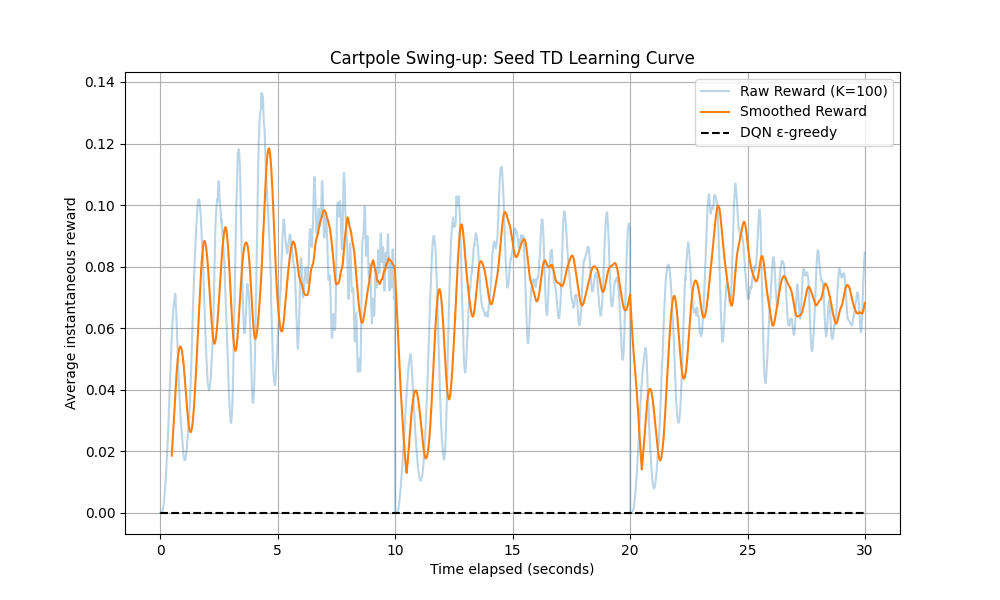 Cartpole Swing-up: Seed TD Learning Curve
Raw Reward (K=100)
Smoothed Reward
DQN ε-greedy
Average instantaneous reward
0.14
0.12
0.10
0.08
0.06
0.04
0.02
0.00
0 5 10 15 20 25 30
Time elapsed (seconds)